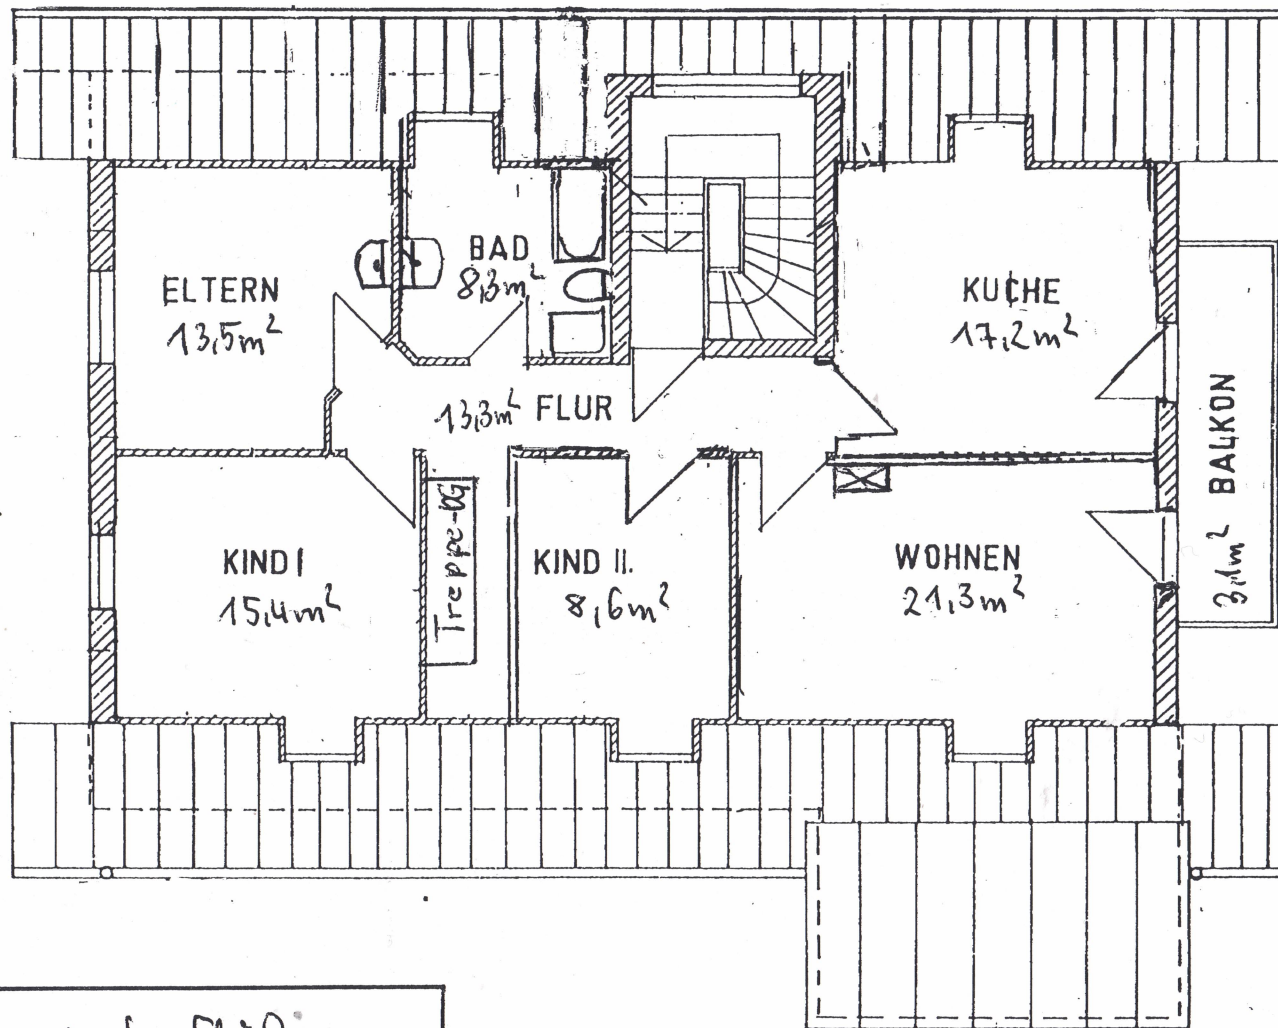 ELTERN
13,5m²
BAD
8,3m²
KUCHE
17,2m²
13,3m² FLUR
BALKON
3,1m²
KIND I
15,4m²
Treppe-DG
KIND II.
8,6m²
WOHNEN
21,3m²